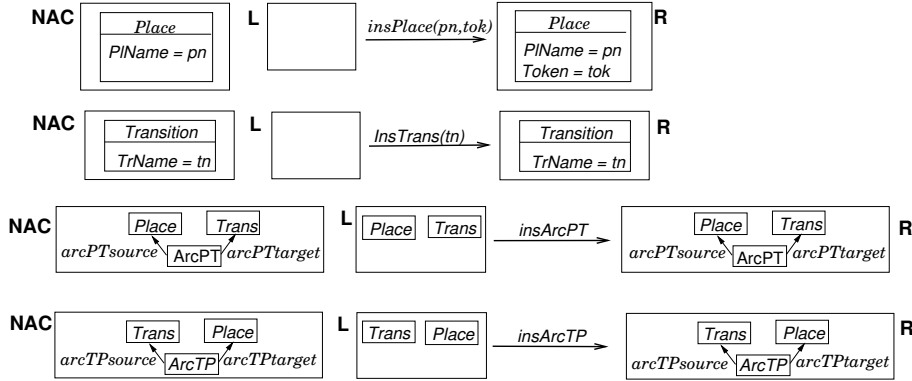 NAC L R
Place insPlace(pn,tok) Place
PlName = pn PlName = pn
Token = tok
NAC L R
Transition InsTrans(tn) Transition
TrName = tn TrName = tn
NAC L R
Place Trans Place Trans insArcPT Place Trans
arcPTsource ArcPT arcPTtarget arcPTsource ArcPT arcPTtarget
NAC L R
Trans Place Trans Place insArcTP Trans Place
arcTPsource ArcTP arcTPtarget arcTPsource ArcTP arcTPtarget